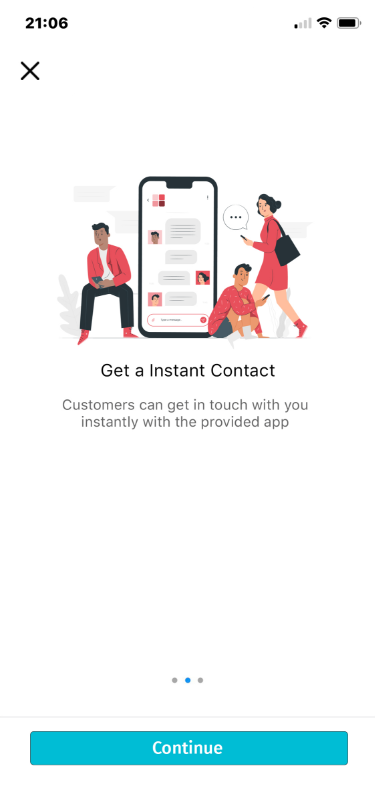 21:06
Get a Instant Contact
Customers can get in touch with you
instantly with the provided app
Continue